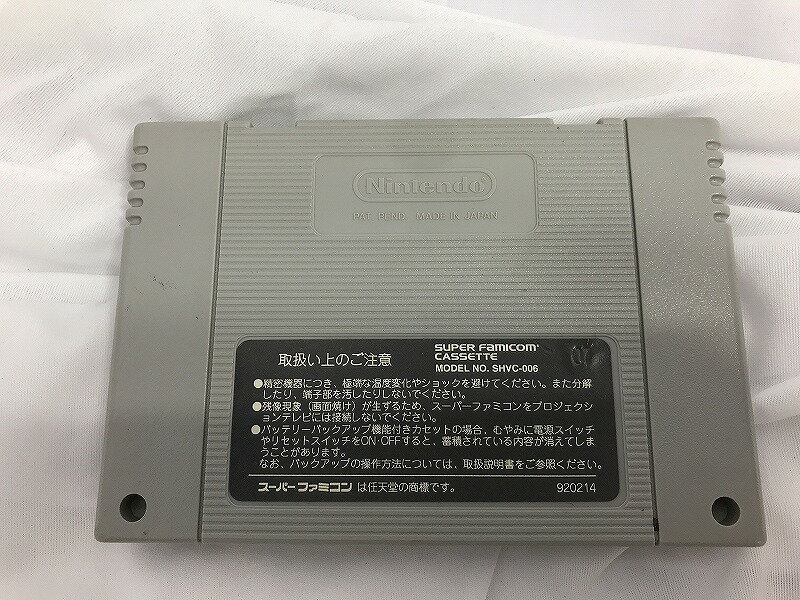 Nintendo
PAT. PEND. MADE IN JAPAN
取扱い上のご注意
SUPER FAMICOM
CASSETTE
MODEL NO. SHVC-006
●精密機器につき、極端な温度変化やショックを避けてください。また分解
したり、端子部を汚したりしないでください。
●残像現象(画面焼け)が生ずるため、スーパーファミコンをプロジェクシ
ョンテレビには接続しないでください。
●バッテリーバックアップ機能付きカセットの場合、むやみに電源スイッチ
やリセットスイッチをON・OFFすると、蓄積されている内容が消えてしま
うことがあります。
なお、バックアップの操作方法については、取扱説明書をご参照ください。
スーパーファミコン は任天堂の商標です。
920214